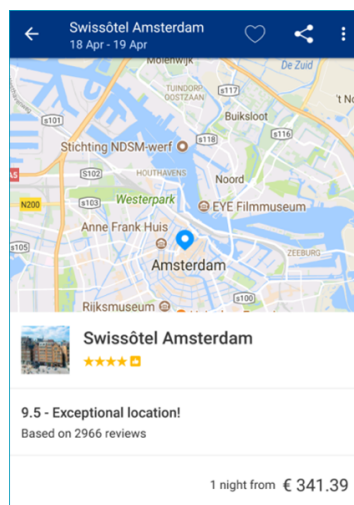 Swissôtel Amsterdam
18 Apr - 19 Apr
Molenwijk
De Zuid
TUINDORP
OOSTZAAN
s117
't N
Buiksloot
s101
s116
s118
Stichting NDSM-werf
A5
s102
HOUTHAVENS
Noord
N200
s103
Westerpark
EYE Filmmuseum
Anne Frank Huis
s105
ZEEBURG
Amsterdam
s100
Rijksmuseum
Swissôtel Amsterdam
9.5 - Exceptional location!
Based on 2966 reviews
1 night from € 341.39